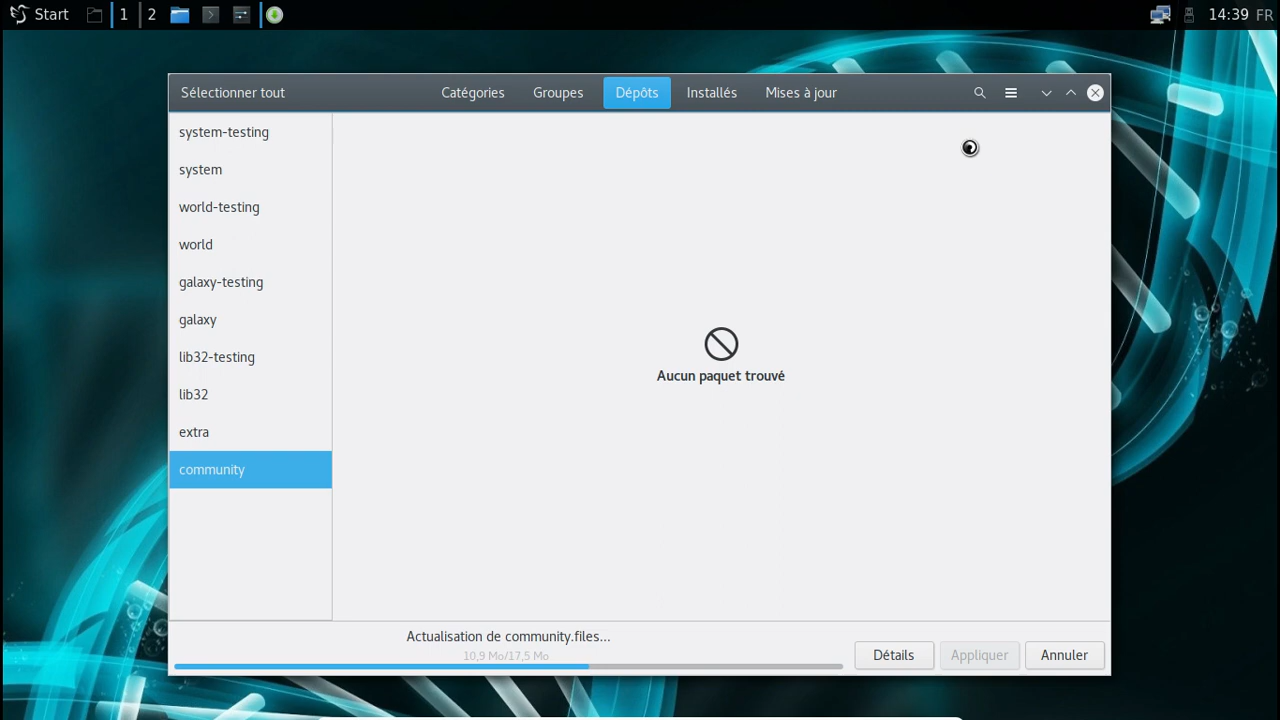 Start 1 2 14:39 FR
Sélectionner tout Catégories Groupes Dépôts Installés Mises à jour
system-testing
system
world-testing
world
galaxy-testing
galaxy
lib32-testing
lib32
extra
community
Aucun paquet trouvé
Actualisation de community.files...
10,9 Mo/17,5 Mo
Détails Appliquer Annuler